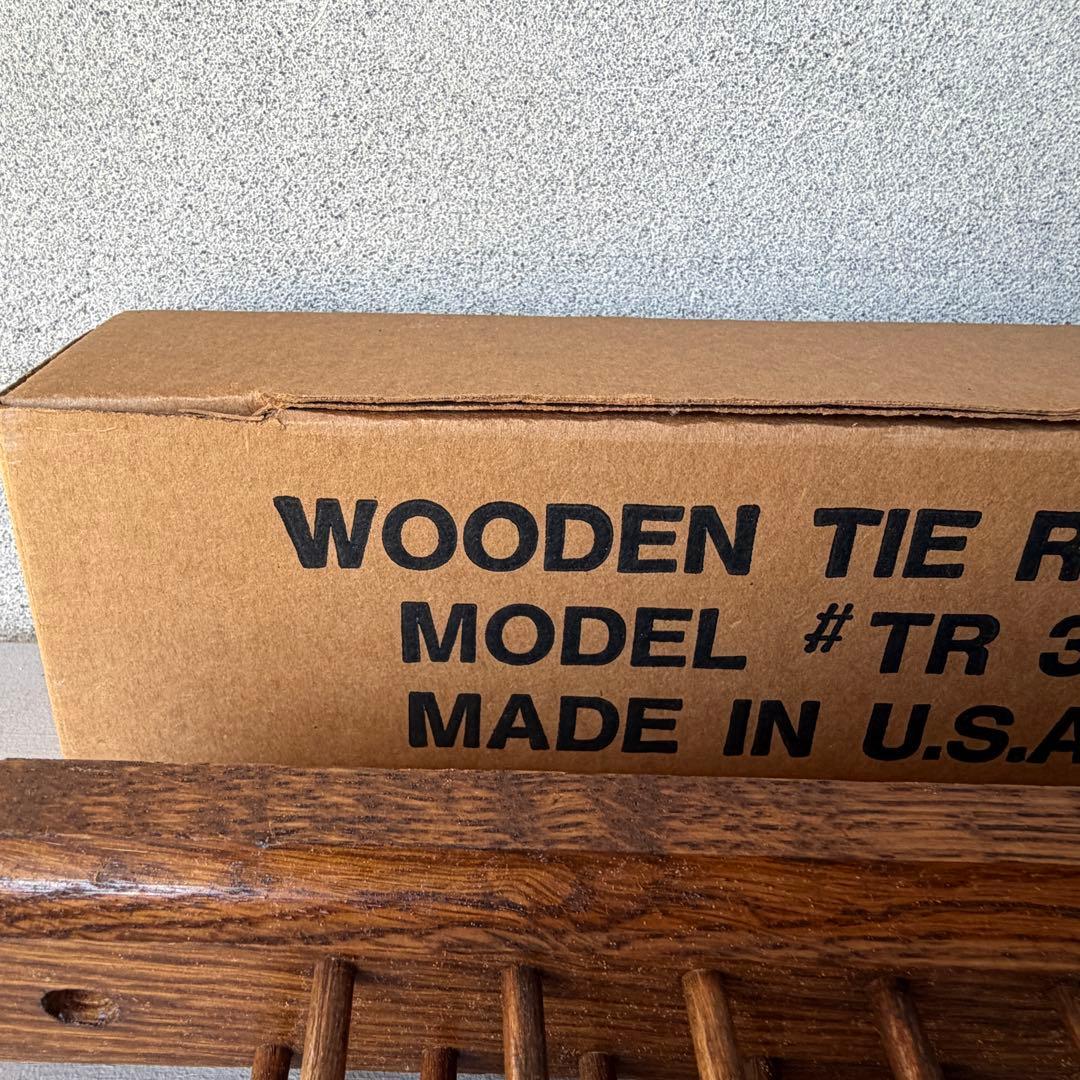 WOODEN TIE R
MODEL #TR 3
MADE IN U.S.A